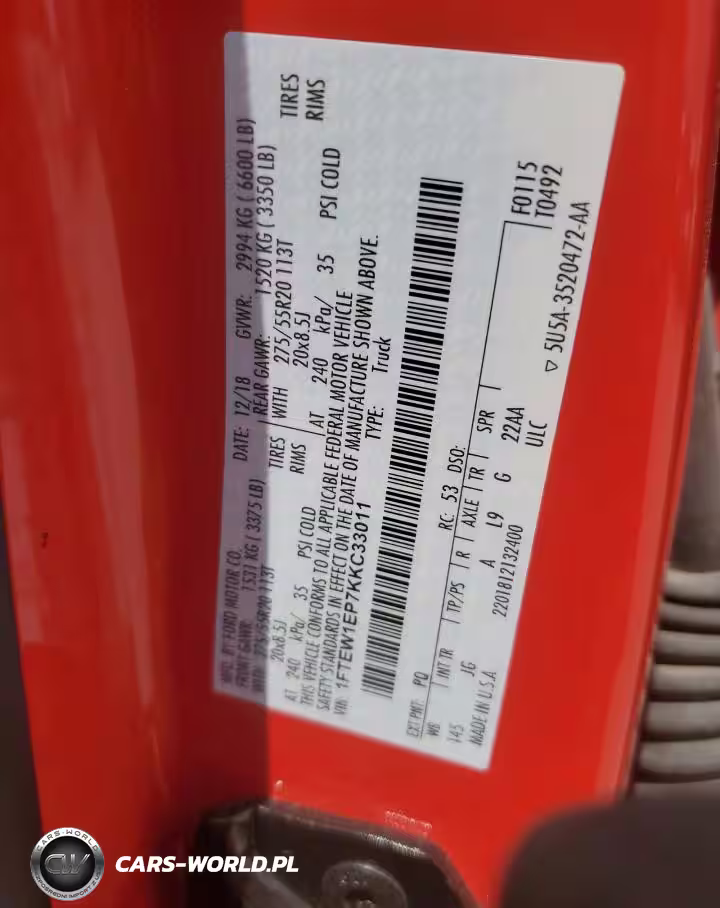 MFD. BY FORD MOTOR CO.
DATE: 12/18 GVWR: 2994 KG ( 6600 LB)
FRONT GAWR: 1531 KG ( 3375 LB) REAR GAWR: 1520 KG ( 3350 LB)
WITH 275/55R20 113T TIRES WITH 275/55R20 113T TIRES
20x8.5J RIMS 20x8.5J RIMS
AT 240 kPa/ 35 PSI COLD AT 240 kPa/ 35 PSI COLD
THIS VEHICLE CONFORMS TO ALL APPLICABLE FEDERAL MOTOR VEHICLE
SAFETY STANDARDS IN EFFECT ON THE DATE OF MANUFACTURE SHOWN ABOVE.
VIN: 1FTEW1EP7KKC33011 TYPE: Truck
F0115
T0492
EXT PNT: PQ RC: 53 DSO:
WB INT TR TP/PS R AXLE TR SPR
145 JG A L9 G 22AA
MADE IN U.S.A 2201812132400 ULC
▽ 5U5A-3520472-AA
CARS-WORLD
CW
CARS-WORLD.PL